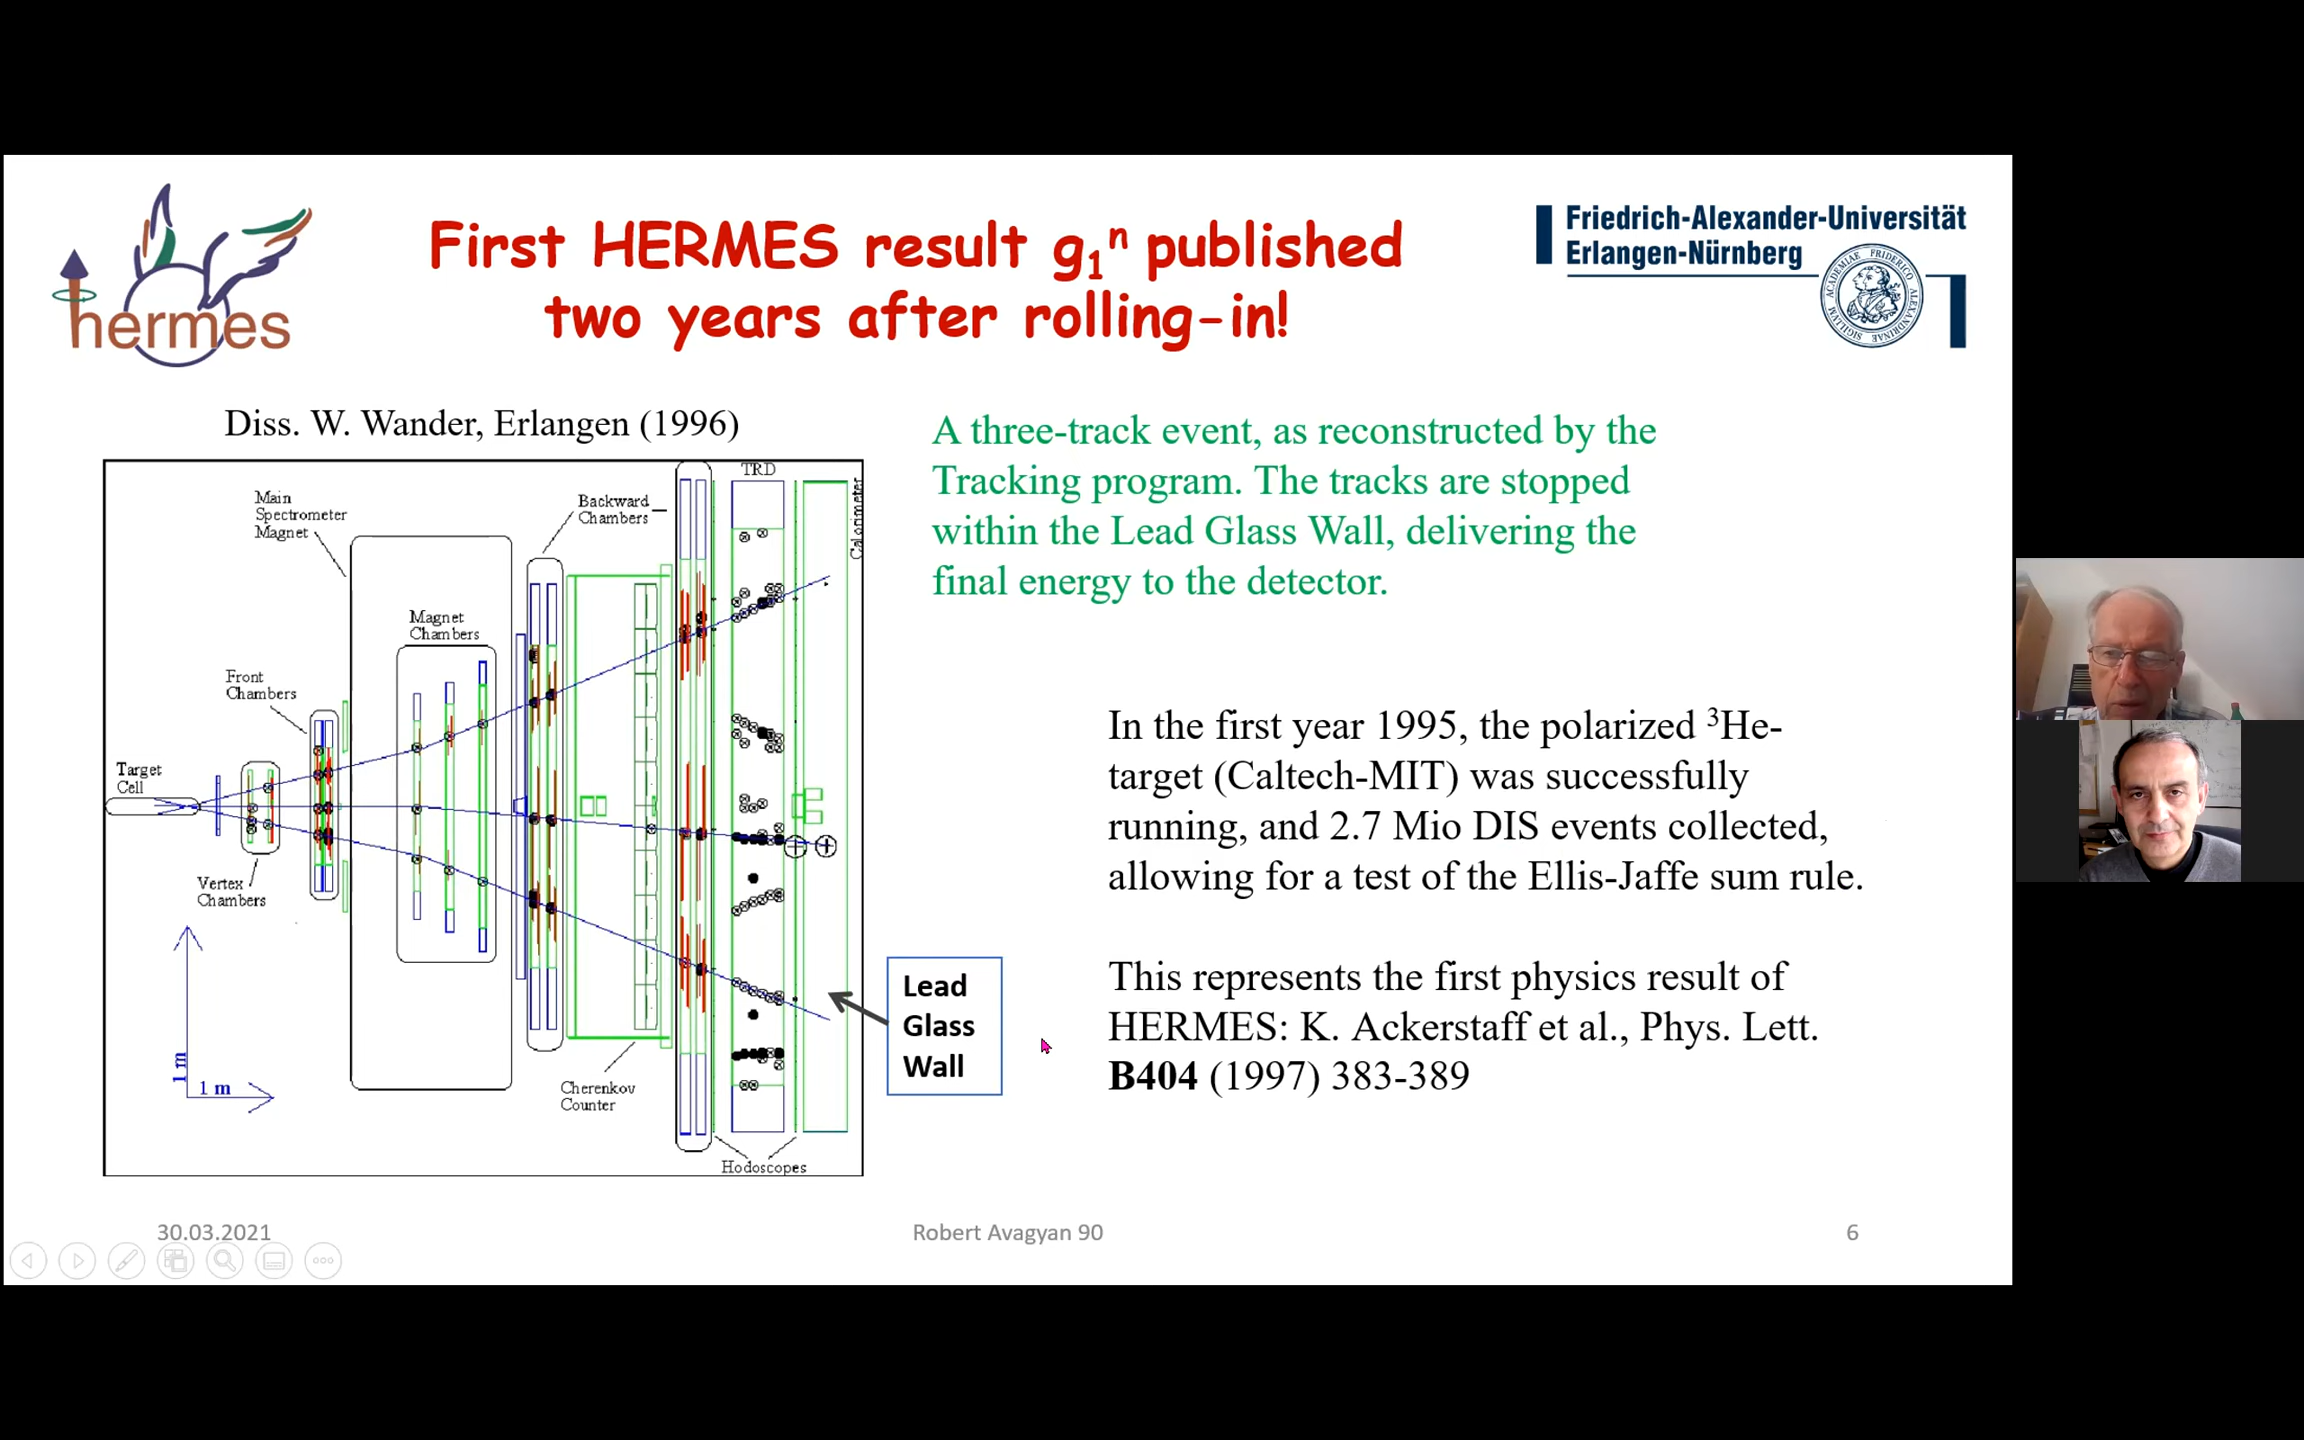 hermes
First HERMES result g₁ⁿ published
two years after rolling-in!
Friedrich-Alexander-Universität
Erlangen-Nürnberg
Diss. W. Wander, Erlangen (1996)
A three-track event, as reconstructed by the
Tracking program. The tracks are stopped
within the Lead Glass Wall, delivering the
final energy to the detector.
TRD
Calorimeter
Main
Spectrometer
Magnet
Backward
Chambers
Magnet
Chambers
Front
Chambers
Target
Cell
Vertex
Chambers
1 m
1 m
Cherenkov
Counter
Hodoscopes
Lead
Glass
Wall
In the first year 1995, the polarized ³He-
target (Caltech-MIT) was successfully
running, and 2.7 Mio DIS events collected,
allowing for a test of the Ellis-Jaffe sum rule.
This represents the first physics result of
HERMES: K. Ackerstaff et al., Phys. Lett.
B404 (1997) 383-389
30.03.2021
Robert Avagyan 90
6